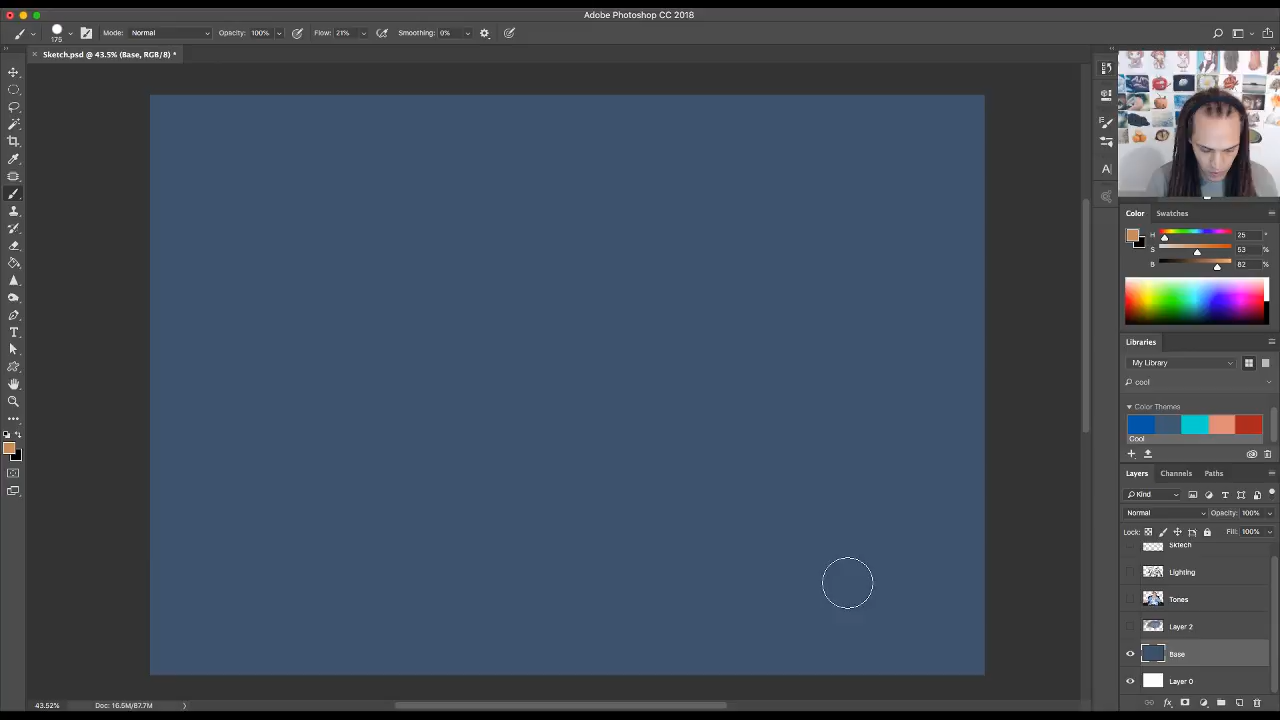 Adobe Photoshop CC 2018
175
Mode: Normal Opacity: 100% Flow: 21% Smoothing: 0%
Sketch.psd @ 43.5% (Base, RGB/8) *
Color Swatches
H 25 °
S 53 %
B 82 %
Libraries
My Library
cool
Color Themes
Cool
Layers Channels Paths
Kind
Normal Opacity: 100%
Lock: Fill: 100%
Sktech
Lighting
Tones
Layer 2
Base
Layer 0
43.52% Doc: 16.5M/87.7M